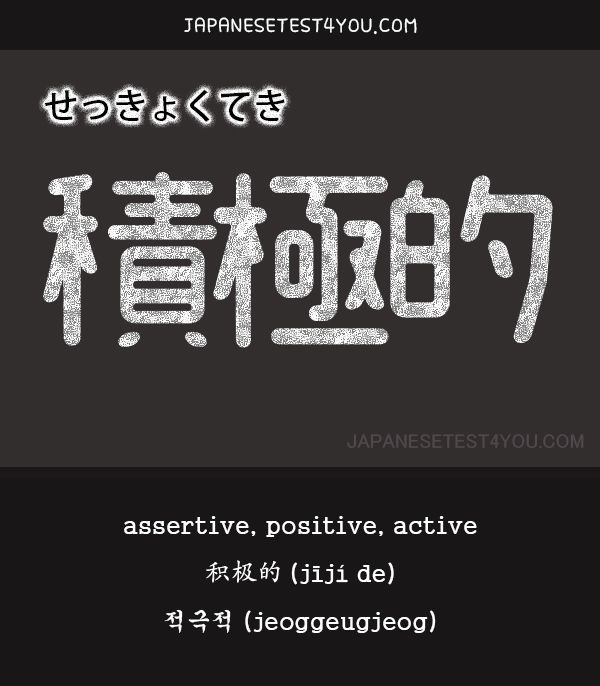 JAPANESETEST4YOU.COM
せっきょくてき
積極的
JAPANESETEST4YOU.COM
assertive, positive, active
积极的 (jījí de)
적극적 (jeoggeugjeog)